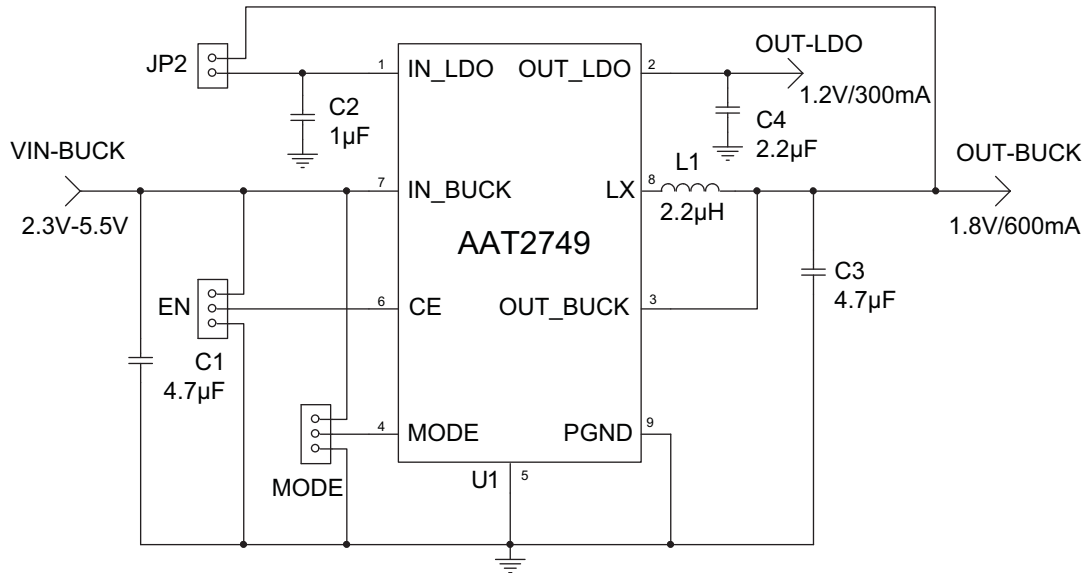 JP2
1
IN_LDO
OUT_LDO
2
OUT-LDO
1.2V/300mA
C2
1µF
C4
2.2µF
VIN-BUCK
2.3V-5.5V
7
IN_BUCK
LX
8
L1
2.2µH
OUT-BUCK
1.8V/600mA
AAT2749
EN
6
CE
OUT_BUCK
3
C3
4.7µF
C1
4.7µF
4
MODE
PGND
9
MODE
U1
5